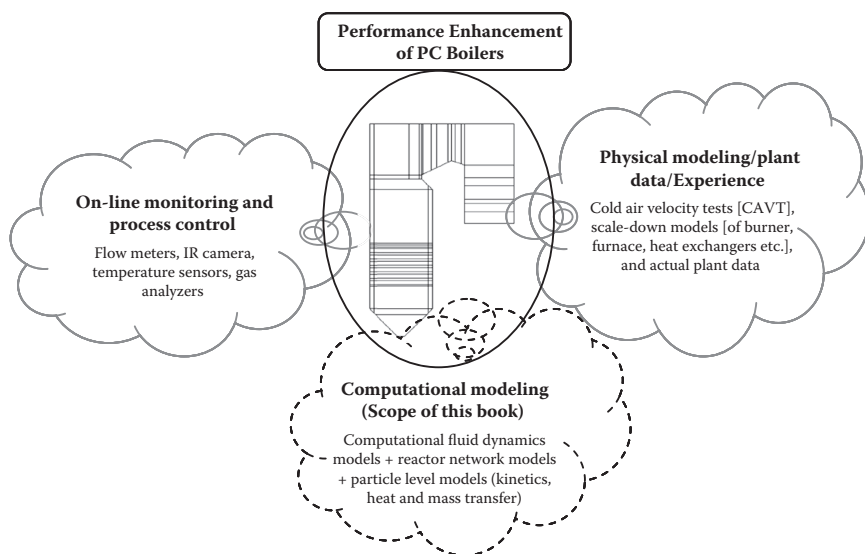 Performance Enhancement
of PC Boilers
On-line monitoring and
process control
Flow meters, IR camera,
temperature sensors, gas
analyzers
Physical modeling/plant
data/Experience
Cold air velocity tests [CAVT],
scale-down models [of burner,
furnace, heat exchangers etc.],
and actual plant data
Computational modeling
(Scope of this book)
Computational fluid dynamics
models + reactor network models
+ particle level models (kinetics,
heat and mass transfer)